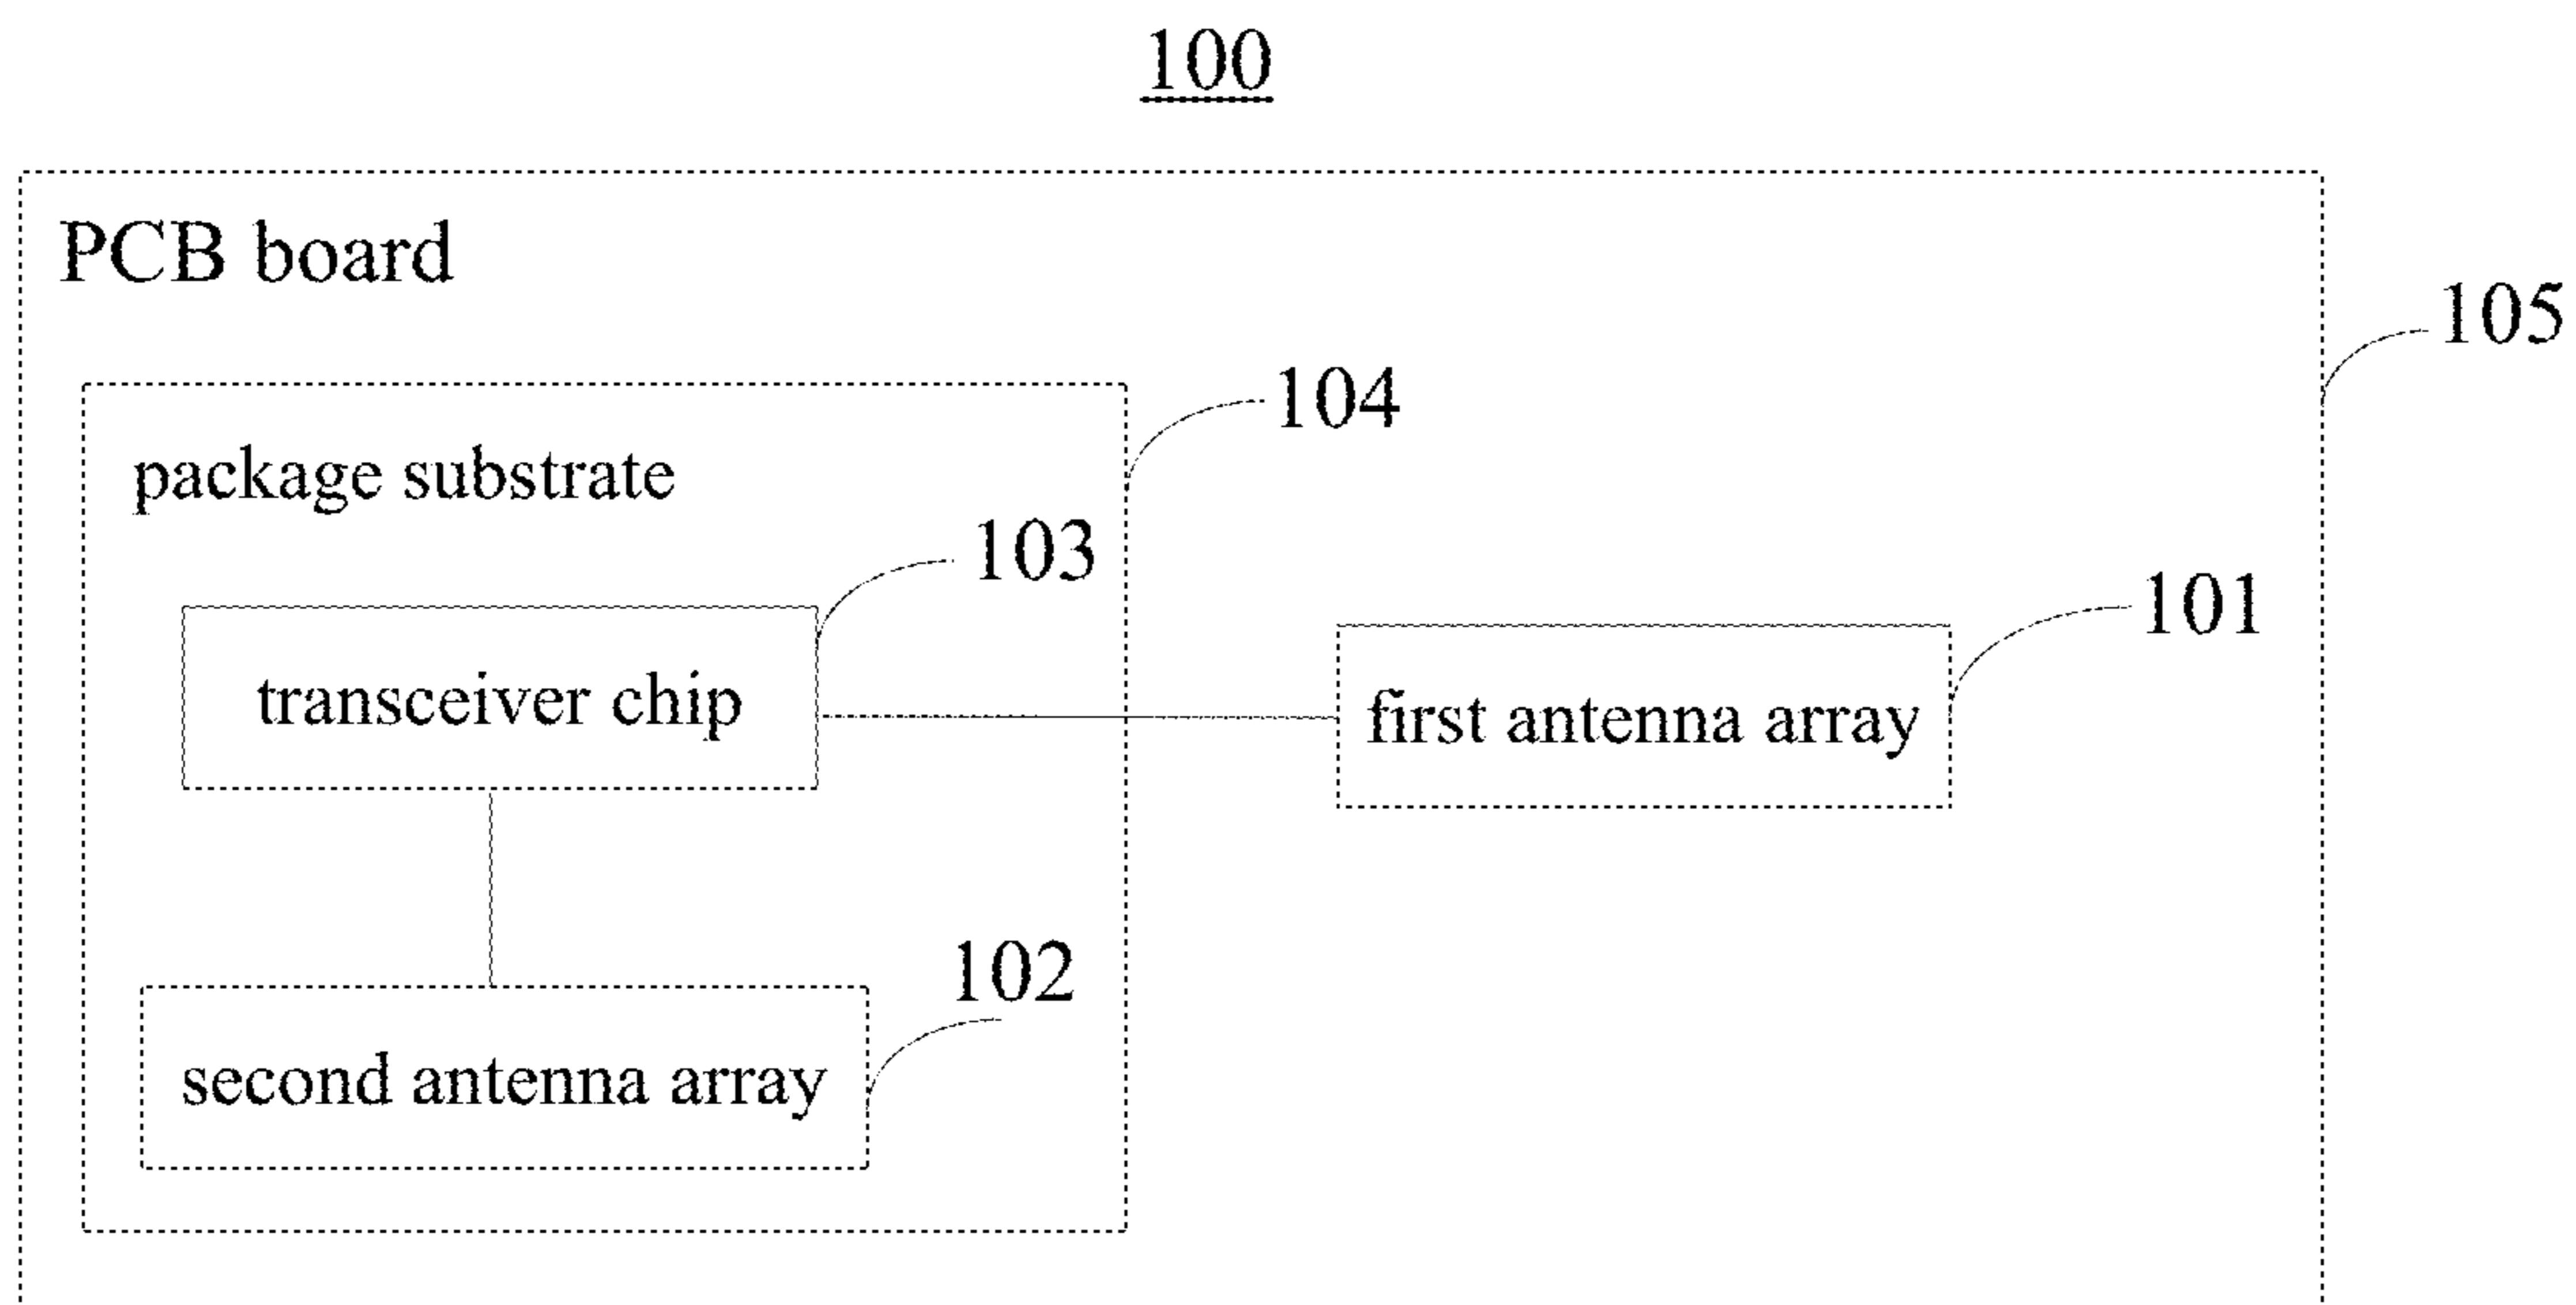 100
PCB board
105
104
package substrate
103
101
transceiver chip
first antenna array
102
second antenna array